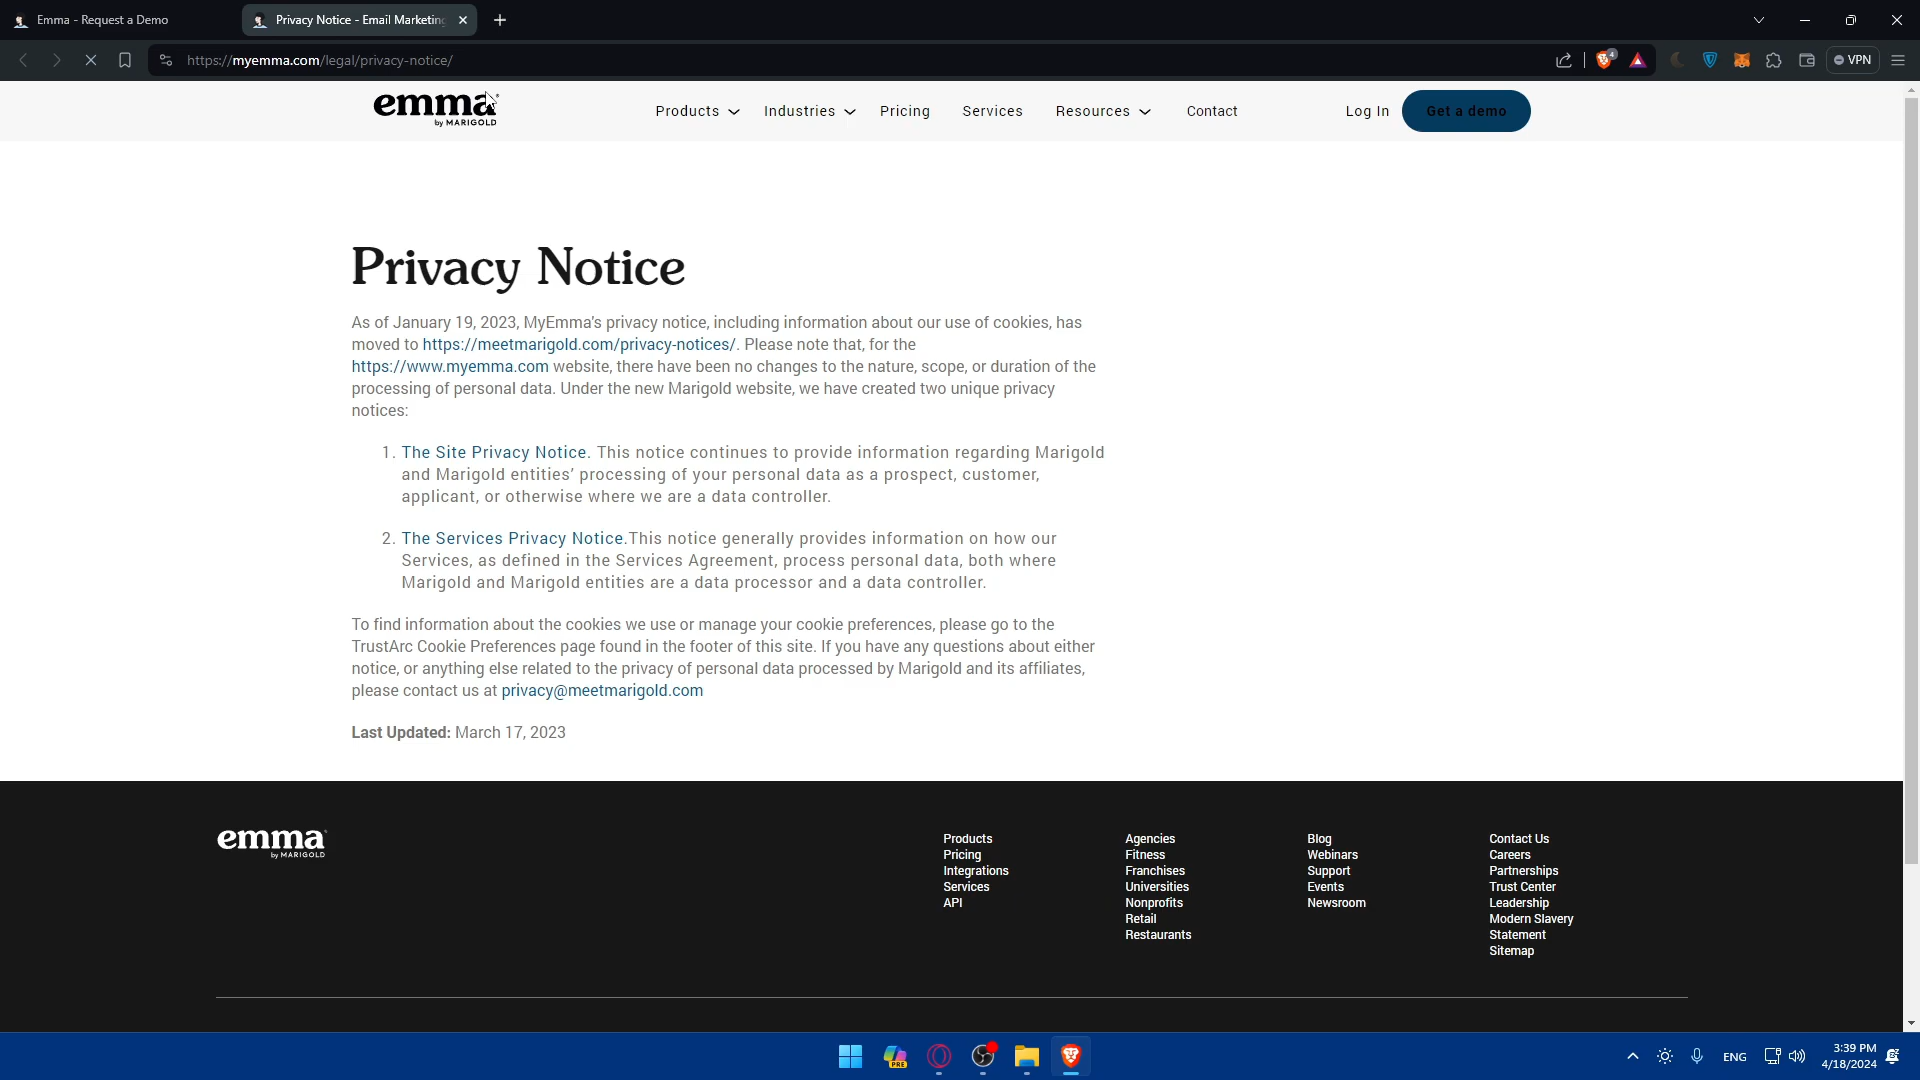 Emma - Request a Demo
Privacy Notice - Email Marketing
https://myemma.com/legal/privacy-notice/
4
VPN
emma
by MARIGOLD
Products
Industries
Pricing
Services
Resources
Contact
Log In
Get a demo
Privacy Notice
As of January 19, 2023, MyEmma's privacy notice, including information about our use of cookies, has
moved to https://meetmarigold.com/privacy-notices/. Please note that, for the
https://www.myemma.com website, there have been no changes to the nature, scope, or duration of the
processing of personal data. Under the new Marigold website, we have created two unique privacy
notices:
1. The Site Privacy Notice. This notice continues to provide information regarding Marigold
and Marigold entities' processing of your personal data as a prospect, customer,
applicant, or otherwise where we are a data controller.
2. The Services Privacy Notice.This notice generally provides information on how our
Services, as defined in the Services Agreement, process personal data, both where
Marigold and Marigold entities are a data processor and a data controller.
To find information about the cookies we use or manage your cookie preferences, please go to the
TrustArc Cookie Preferences page found in the footer of this site. If you have any questions about either
notice, or anything else related to the privacy of personal data processed by Marigold and its affiliates,
please contact us at privacy@meetmarigold.com
Last Updated: March 17, 2023
emma
by MARIGOLD
Products
Pricing
Integrations
Services
API
Agencies
Fitness
Franchises
Universities
Nonprofits
Retail
Restaurants
Blog
Webinars
Support
Events
Newsroom
Contact Us
Careers
Partnerships
Trust Center
Leadership
Modern Slavery
Statement
Sitemap
PRE
ENG
3:39 PM
4/18/2024